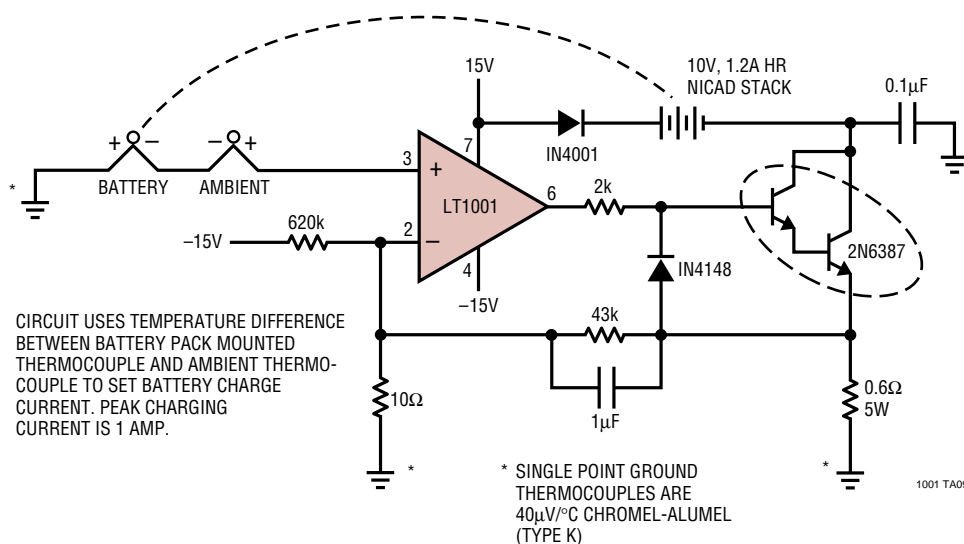 15V
10V, 1.2A HR
NICAD STACK
0.1µF
+ –
– +
7
IN4001
*
BATTERY
AMBIENT
3
+
LT1001
6
2k
620k
–15V
2
–
4
–15V
IN4148
2N6387
CIRCUIT USES TEMPERATURE DIFFERENCE
BETWEEN BATTERY PACK MOUNTED
THERMOCOUPLE AND AMBIENT THERMO-
COUPLE TO SET BATTERY CHARGE
CURRENT. PEAK CHARGING
CURRENT IS 1 AMP.
43k
10Ω
1µF
0.6Ω
5W
*
*
* SINGLE POINT GROUND
THERMOCOUPLES ARE
40µV/°C CHROMEL-ALUMEL
(TYPE K)
1001 TA09